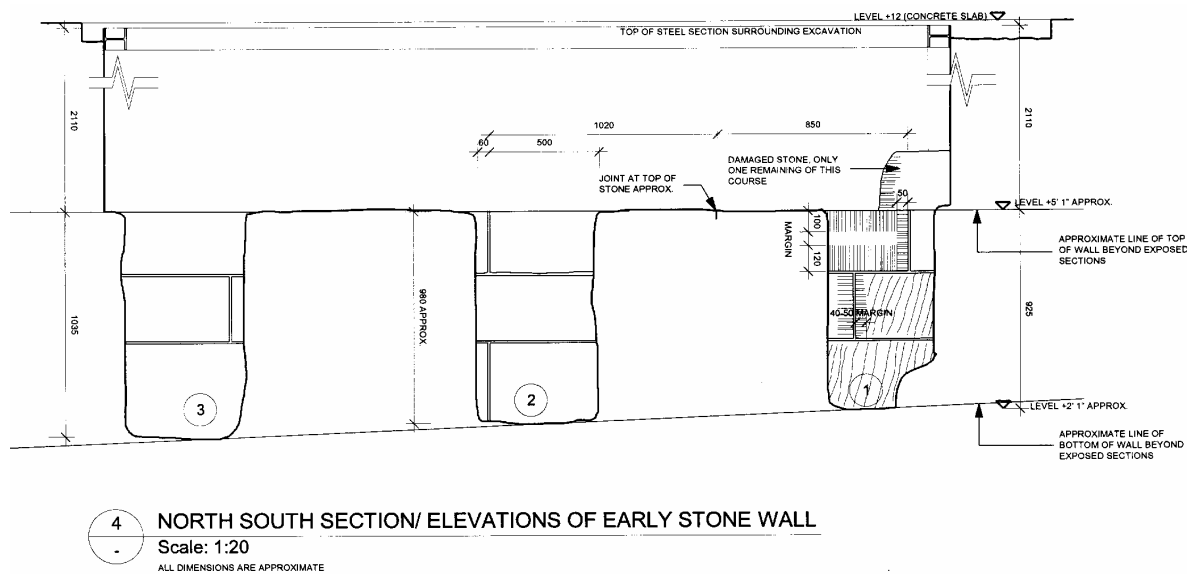 LEVEL +12 (CONCRETE SLAB)
TOP OF STEEL SECTION SURROUNDING EXCAVATION
2110
2110
1020
850
60
500
DAMAGED STONE, ONLY
ONE REMAINING OF THIS
COURSE
JOINT AT TOP OF
STONE APPROX.
50
LEVEL +5' 1" APPROX.
100
MARGIN
120
APPROXIMATE LINE OF TOP
OF WALL BEYOND EXPOSED
SECTIONS
1035
980 APPROX.
40-50 MARGIN
925
3
2
1
LEVEL +2' 1" APPROX.
APPROXIMATE LINE OF
BOTTOM OF WALL BEYOND
EXPOSED SECTIONS
4
-
NORTH SOUTH SECTION/ ELEVATIONS OF EARLY STONE WALL
Scale: 1:20
ALL DIMENSIONS ARE APPROXIMATE